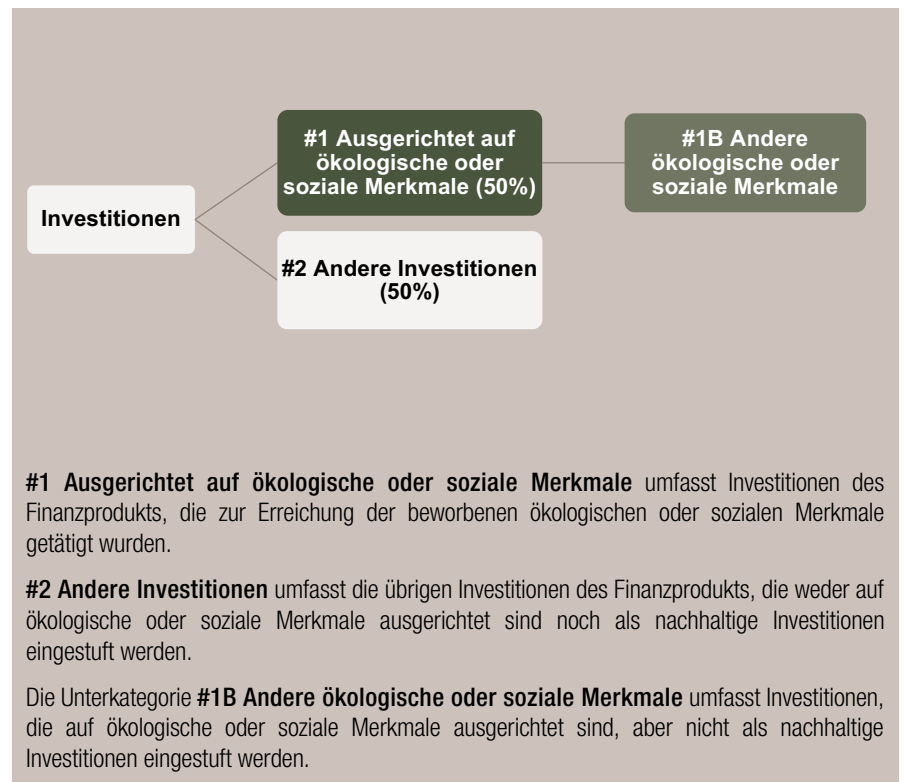 #1 Ausgerichtet auf
ökologische oder
soziale Merkmale (50%)
#1B Andere
ökologische oder
soziale Merkmale
Investitionen
#2 Andere Investitionen
(50%)
#1 Ausgerichtet auf ökologische oder soziale Merkmale umfasst Investitionen des
Finanzprodukts, die zur Erreichung der beworbenen ökologischen oder sozialen Merkmale
getätigt wurden.
#2 Andere Investitionen umfasst die übrigen Investitionen des Finanzprodukts, die weder auf
ökologische oder soziale Merkmale ausgerichtet sind noch als nachhaltige Investitionen
eingestuft werden.
Die Unterkategorie #1B Andere ökologische oder soziale Merkmale umfasst Investitionen,
die auf ökologische oder soziale Merkmale ausgerichtet sind, aber nicht als nachhaltige
Investitionen eingestuft werden.